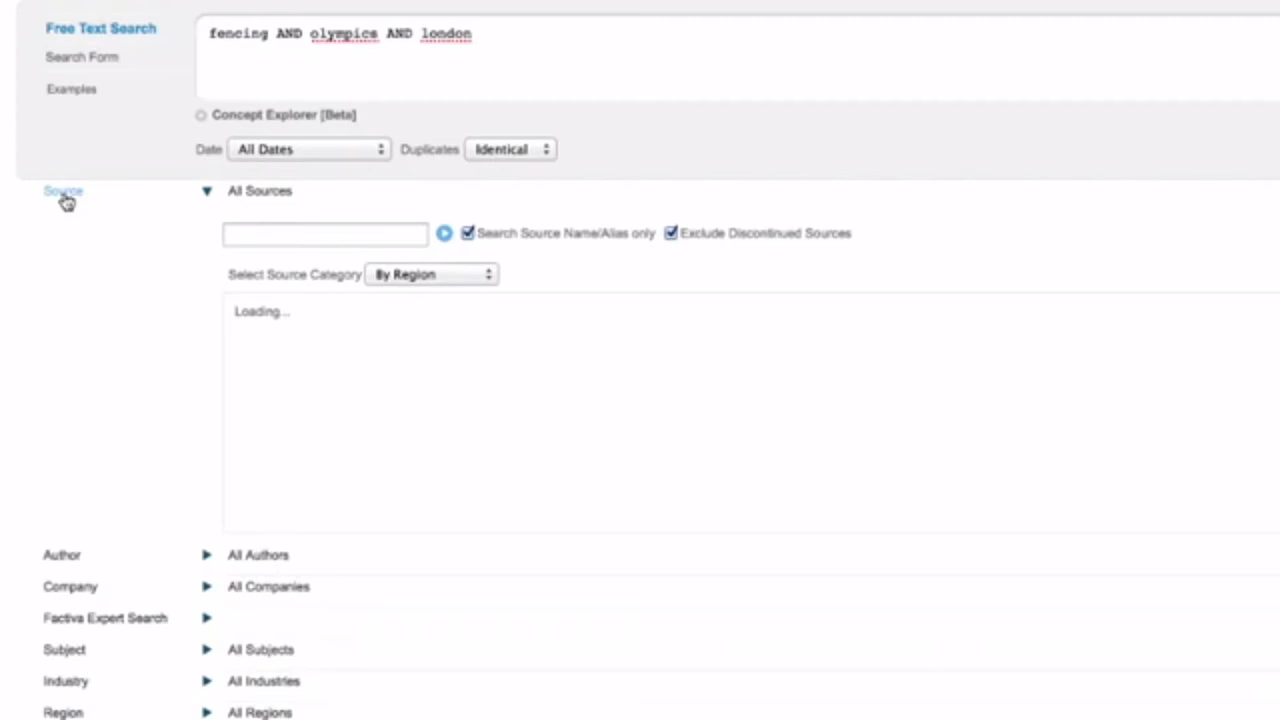 Free Text Search
fencing AND olympics AND london
Search Form
Examples
Concept Explorer [Beta]
Date All Dates Duplicates Identical
Source All Sources
Search Source Name/Alias only Exclude Discontinued Sources
Select Source Category By Region
Loading...
Author All Authors
Company All Companies
Factiva Expert Search
Subject All Subjects
Industry All Industries
Region All Regions